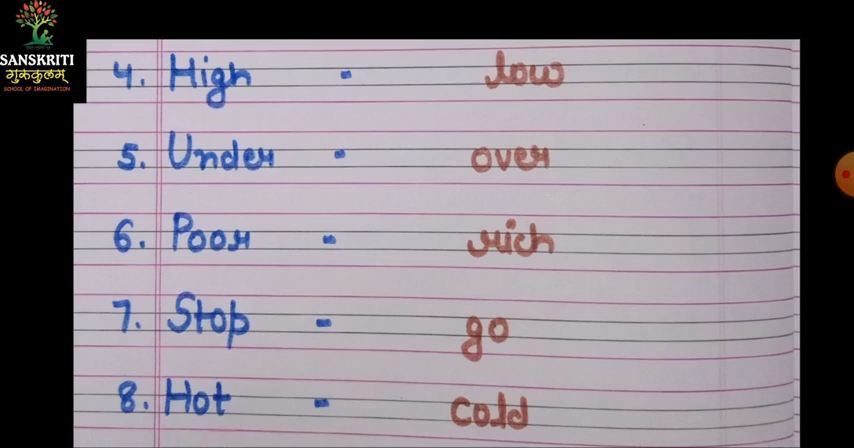 SANSKRITI
गुरुकुलम्
SCHOOL OF IMAGINATION
4. High - low
5. Under - over
6. Poor - rich
7. Stop - go
8. Hot - cold